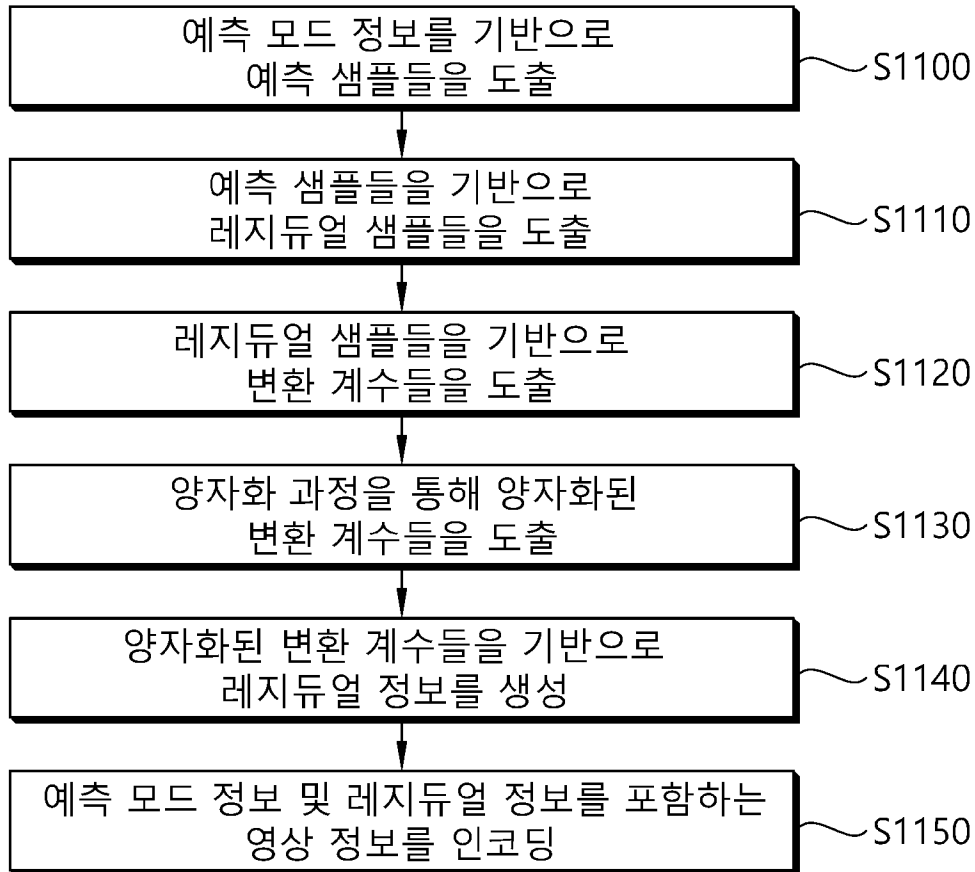 예측 모드 정보를 기반으로
예측 샘플들을 도출
S1100
예측 샘플들을 기반으로
레지듀얼 샘플들을 도출
S1110
레지듀얼 샘플들을 기반으로
변환 계수들을 도출
S1120
양자화 과정을 통해 양자화된
변환 계수들을 도출
S1130
양자화된 변환 계수들을 기반으로
레지듀얼 정보를 생성
S1140
예측 모드 정보 및 레지듀얼 정보를 포함하는
영상 정보를 인코딩
S1150